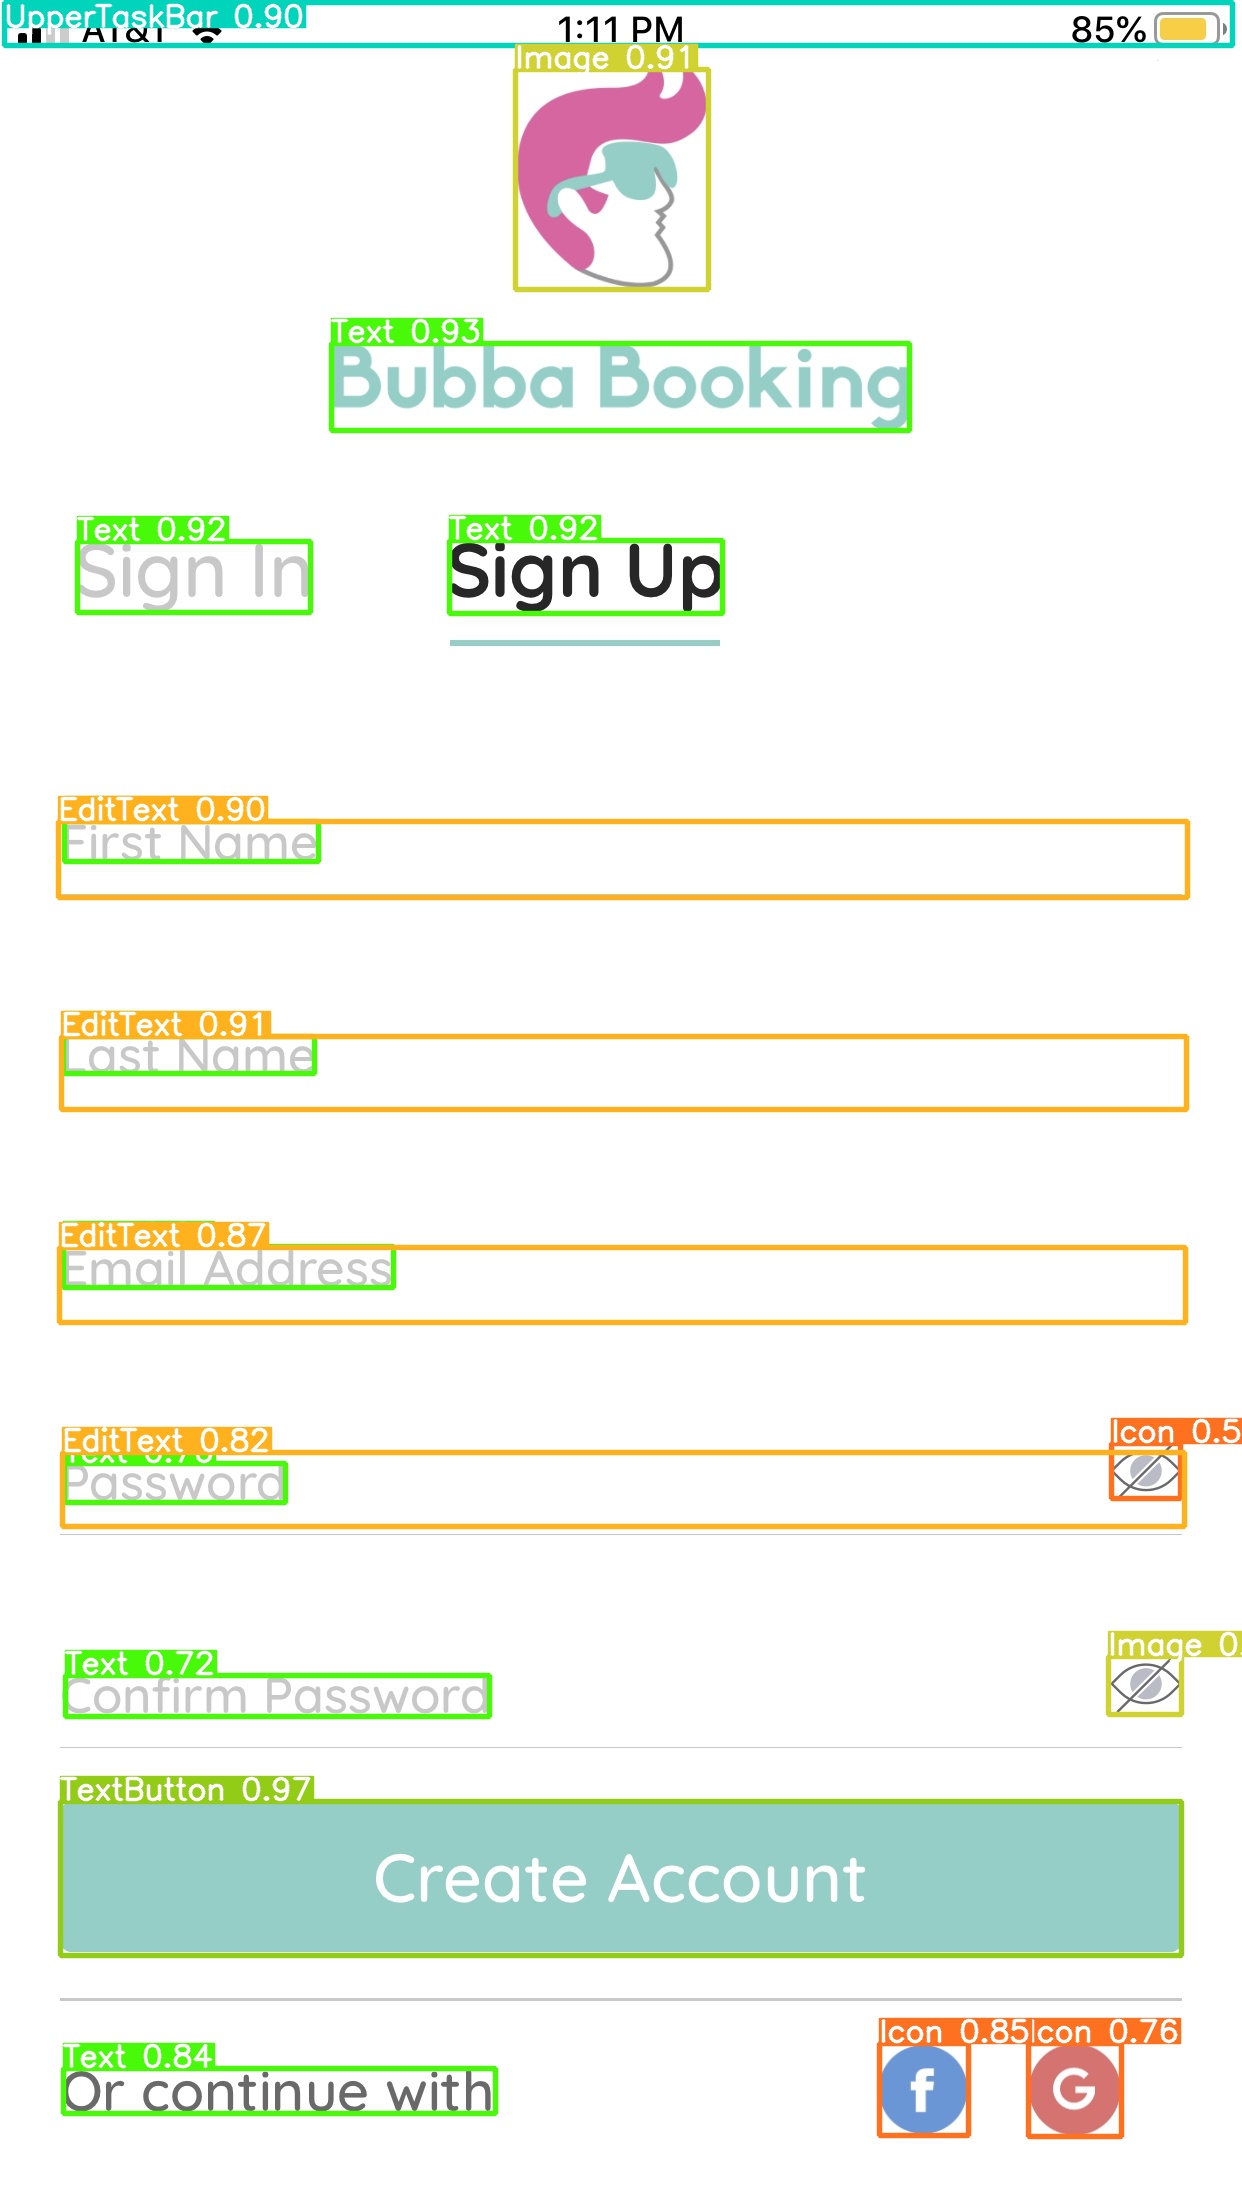 UpperTaskBar 0.90
AT&T 1:11 PM 85%
Image 0.91
Text 0.93
Bubba Booking
Text 0.92 Text 0.92
Sign In Sign Up
EditText 0.90
First Name
EditText 0.91
Last Name
EditText 0.87
Email Address
EditText 0.82 Icon 0.5
Text 0.70
Password
Text 0.72 Image 0.
Confirm Password
TextButton 0.97
Create Account
Icon 0.85 Icon 0.76
Text 0.84
Or continue with f G